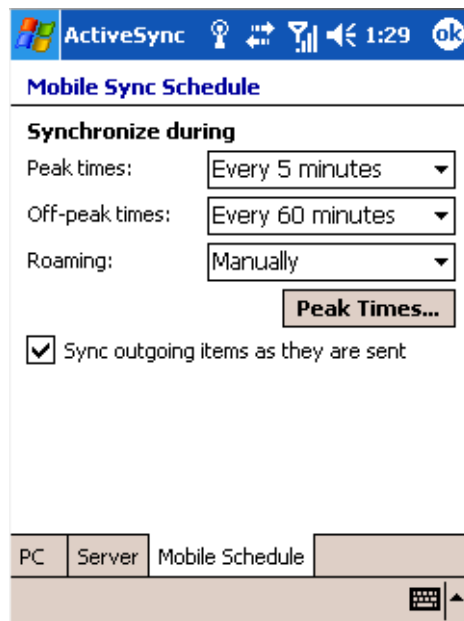 ActiveSync 1:29 ok
Mobile Sync Schedule
Synchronize during
Peak times: Every 5 minutes
Off-peak times: Every 60 minutes
Roaming: Manually
Peak Times...
Sync outgoing items as they are sent
PC Server Mobile Schedule